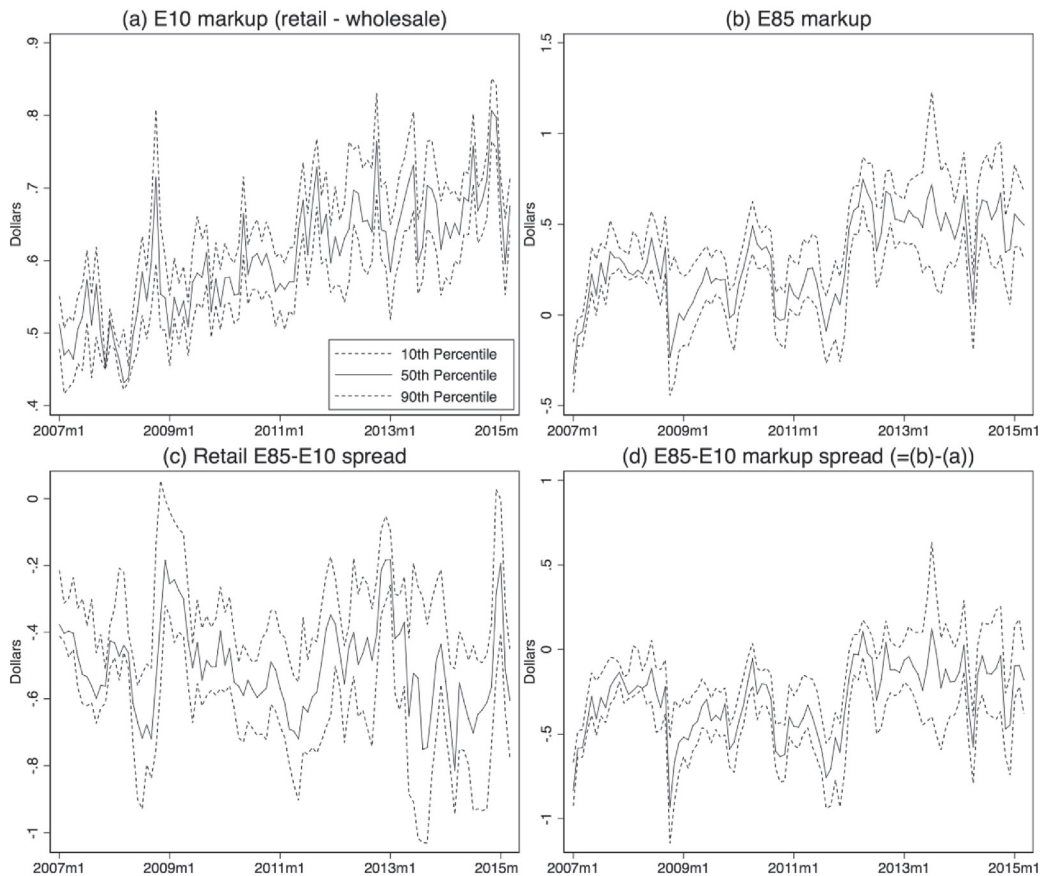 (a) E10 markup (retail - wholesale)
Dollars
.9
.8
.7
.6
.5
.4
10th Percentile
50th Percentile
90th Percentile
2007m1 2009m1 2011m1 2013m1 2015m
(b) E85 markup
Dollars
1.5
1
.5
0
-.5
2007m1 2009m1 2011m1 2013m1 2015m1
(c) Retail E85-E10 spread
Dollars
0
-.2
-.4
-.6
-.8
-1
2007m1 2009m1 2011m1 2013m1 2015m
(d) E85-E10 markup spread (=(b)-(a))
Dollars
1
.5
0
.5
-1
2007m1 2009m1 2011m1 2013m1 2015m1